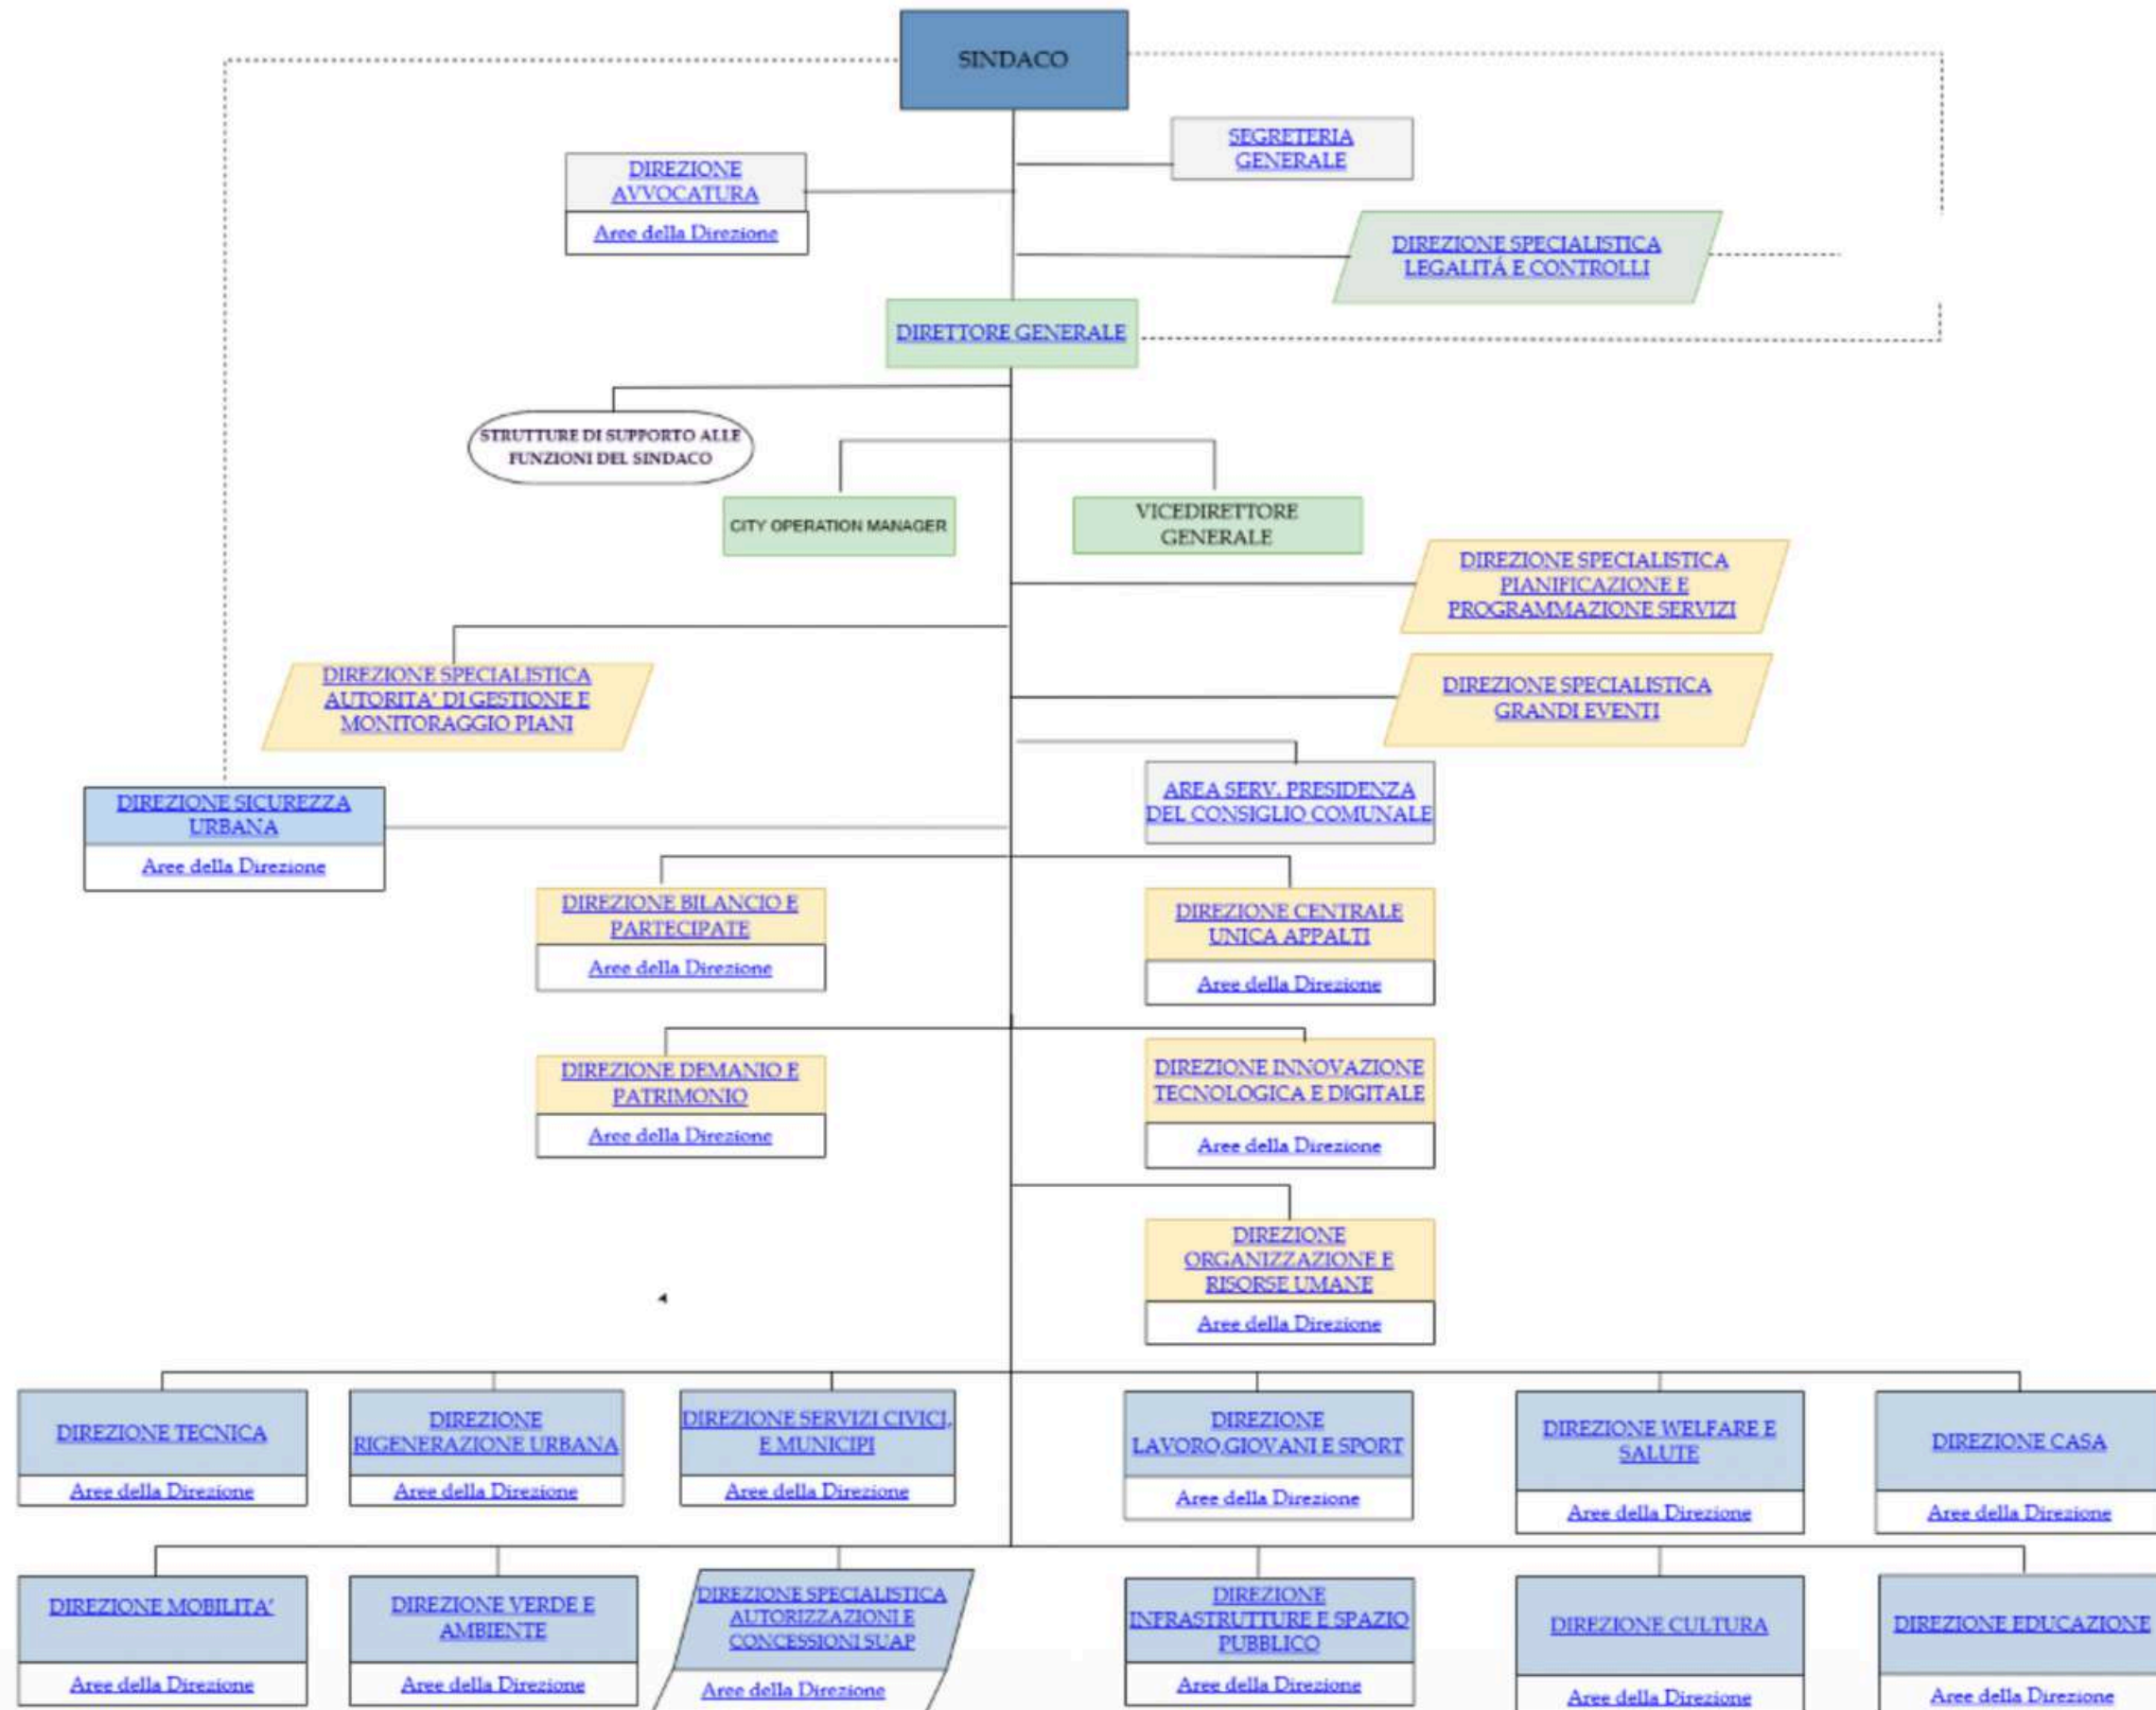 SINDACO
SEGRETERIA
GENERALE
DIREZIONE
AVVOCATURA
Aree della Direzione
DIREZIONE SPECIALISTICA
LEGALITÁ E CONTROLLI
DIRETTORE GENERALE
STRUTTURE DI SUPPORTO ALLE
FUNZIONI DEL SINDACO
CITY OPERATION MANAGER
VICEDIRETTORE
GENERALE
DIREZIONE SPECIALISTICA
PIANIFICAZIONE E
PROGRAMMAZIONE SERVIZI
DIREZIONE SPECIALISTICA
AUTORITA' DI GESTIONE E
MONITORAGGIO PIANI
DIREZIONE SPECIALISTICA
GRANDI EVENTI
DIREZIONE SICUREZZA
URBANA
Aree della Direzione
AREA SERV. PRESIDENZA
DEL CONSIGLIO COMUNALE
DIREZIONE BILANCIO E
PARTECIPATE
Aree della Direzione
DIREZIONE CENTRALE
UNICA APPALTI
Aree della Direzione
DIREZIONE DEMANIO E
PATRIMONIO
Aree della Direzione
DIREZIONE INNOVAZIONE
TECNOLOGICA E DIGITALE
Aree della Direzione
DIREZIONE
ORGANIZZAZIONE E
RISORSE UMANE
Aree della Direzione
DIREZIONE TECNICA
Aree della Direzione
DIREZIONE
RIGENERAZIONE URBANA
Aree della Direzione
DIREZIONE SERVIZI CIVICI,
E MUNICIPI
Aree della Direzione
DIREZIONE
LAVORO,GIOVANI E SPORT
Aree della Direzione
DIREZIONE WELFARE E
SALUTE
Aree della Direzione
DIREZIONE CASA
Aree della Direzione
DIREZIONE MOBILITA'
Aree della Direzione
DIREZIONE VERDE E
AMBIENTE
Aree della Direzione
DIREZIONE SPECIALISTICA
AUTORIZZAZIONI E
CONCESSIONI SUAP
Aree della Direzione
DIREZIONE
INFRASTRUTTURE E SPAZIO
PUBBLICO
Aree della Direzione
DIREZIONE CULTURA
Aree della Direzione
DIREZIONE EDUCAZIONE
Aree della Direzione